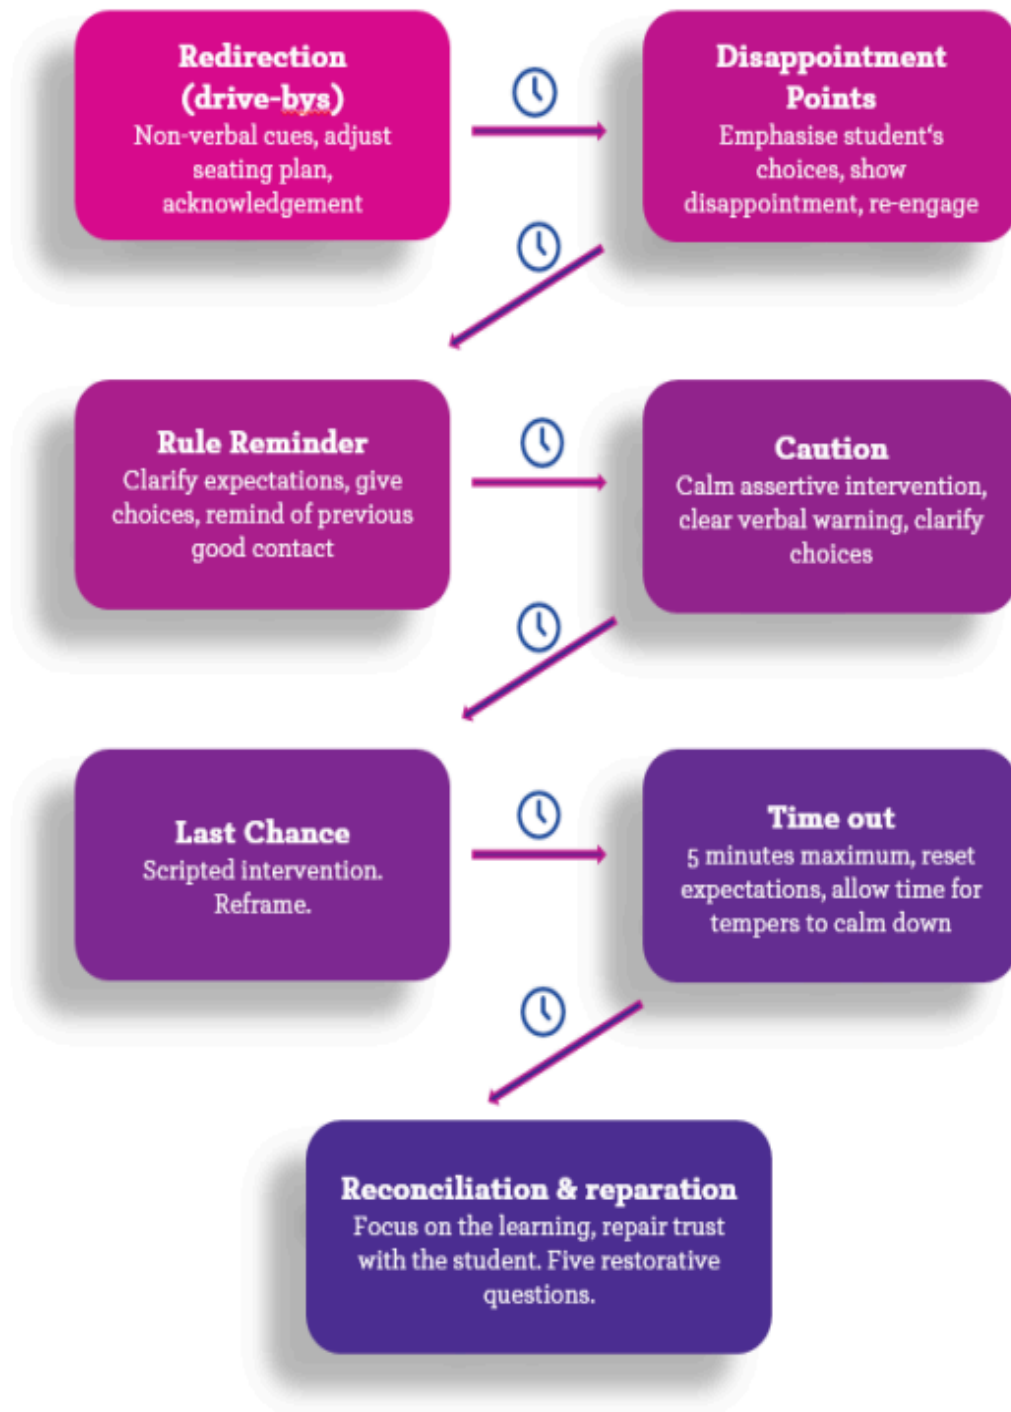 Redirection
(drive-bys)
Non-verbal cues, adjust
seating plan,
acknowledgement
Disappointment
Points
Emphasise student‘s
choices, show
disappointment, re-engage
Rule Reminder
Clarify expectations, give
choices, remind of previous
good contact
Caution
Calm assertive intervention,
clear verbal warning, clarify
choices
Last Chance
Scripted intervention.
Reframe.
Time out
5 minutes maximum, reset
expectations, allow time for
tempers to calm down
Reconciliation & reparation
Focus on the learning, repair trust
with the student. Five restorative
questions.